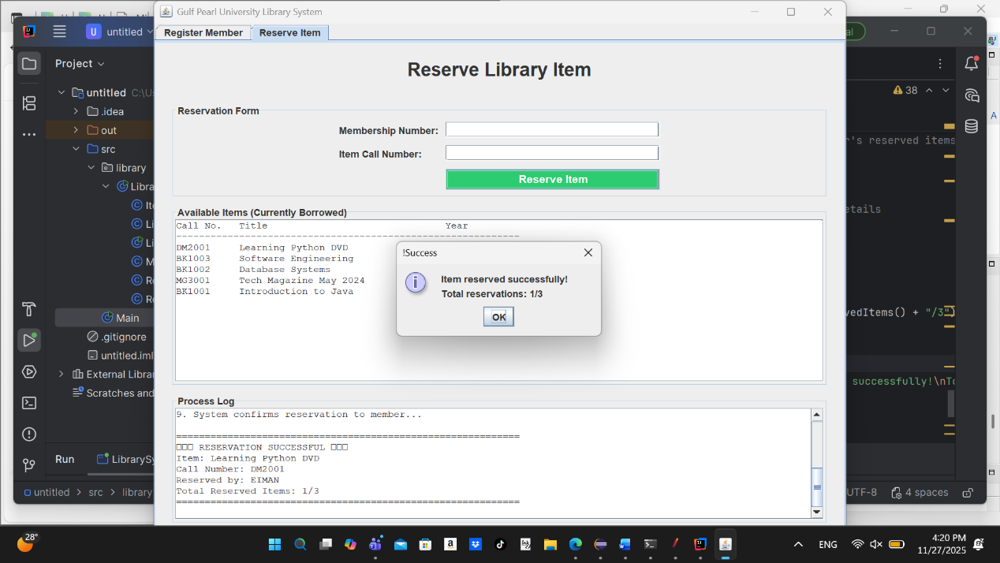 Gulf Pearl University Library System
Register Member
Reserve Item
Reserve Library Item
Reservation Form
Membership Number:
Item Call Number:
Reserve Item
Available Items (Currently Borrowed)
Call No. Title Year
DM2001 Learning Python DVD
BK1003 Software Engineering
BK1002 Database Systems
MG3001 Tech Magazine May 2024
BK1001 Introduction to Java
!Success
Item reserved successfully!
Total reservations: 1/3
OK
Process Log
9. System confirms reservation to member...
============================================================
□□□ RESERVATION SUCCESSFUL □□□
Item: Learning Python DVD
Call Number: DM2001
Reserved by: EIMAN
Total Reserved Items: 1/3
============================================================
U untitled
Project
untitled C:\Us
.idea
out
src
library
Libra
Ite
Li
Li
M
Re
Re
Main
.gitignore
untitled.iml
External Librar
Scratches and
Run
LibrarySy
untitled > src > library
al
38
r's reserved items
etails
vedItems() + "/3")
successfully!\nTo
UTF-8
4 spaces
A
28°
ENG
4:20 PM
11/27/2025